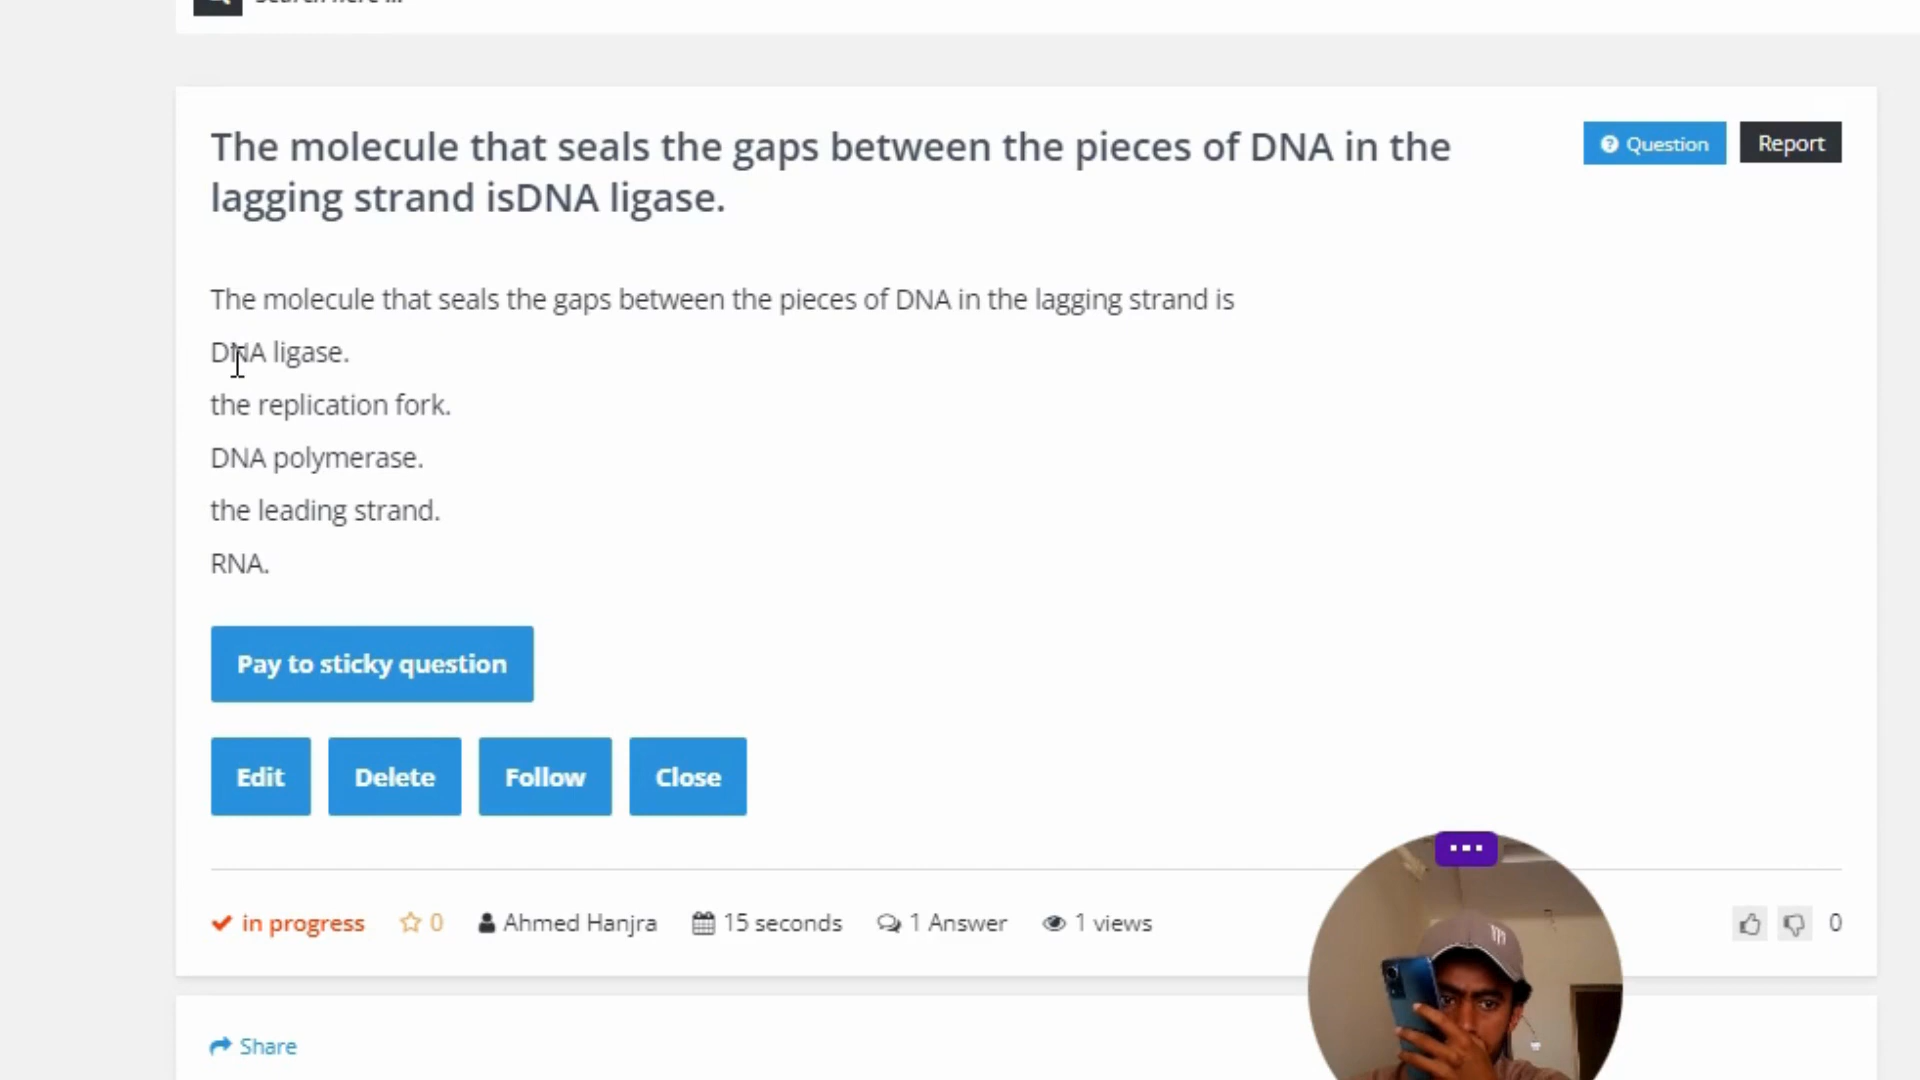 The molecule that seals the gaps between the pieces of DNA in the
lagging strand isDNA ligase.
Question
Report
The molecule that seals the gaps between the pieces of DNA in the lagging strand is
DNA ligase.
the replication fork.
DNA polymerase.
the leading strand.
RNA.
Pay to sticky question
Edit Delete Follow Close
in progress 0 Ahmed Hanjra 15 seconds 1 Answer 1 views 0
Share